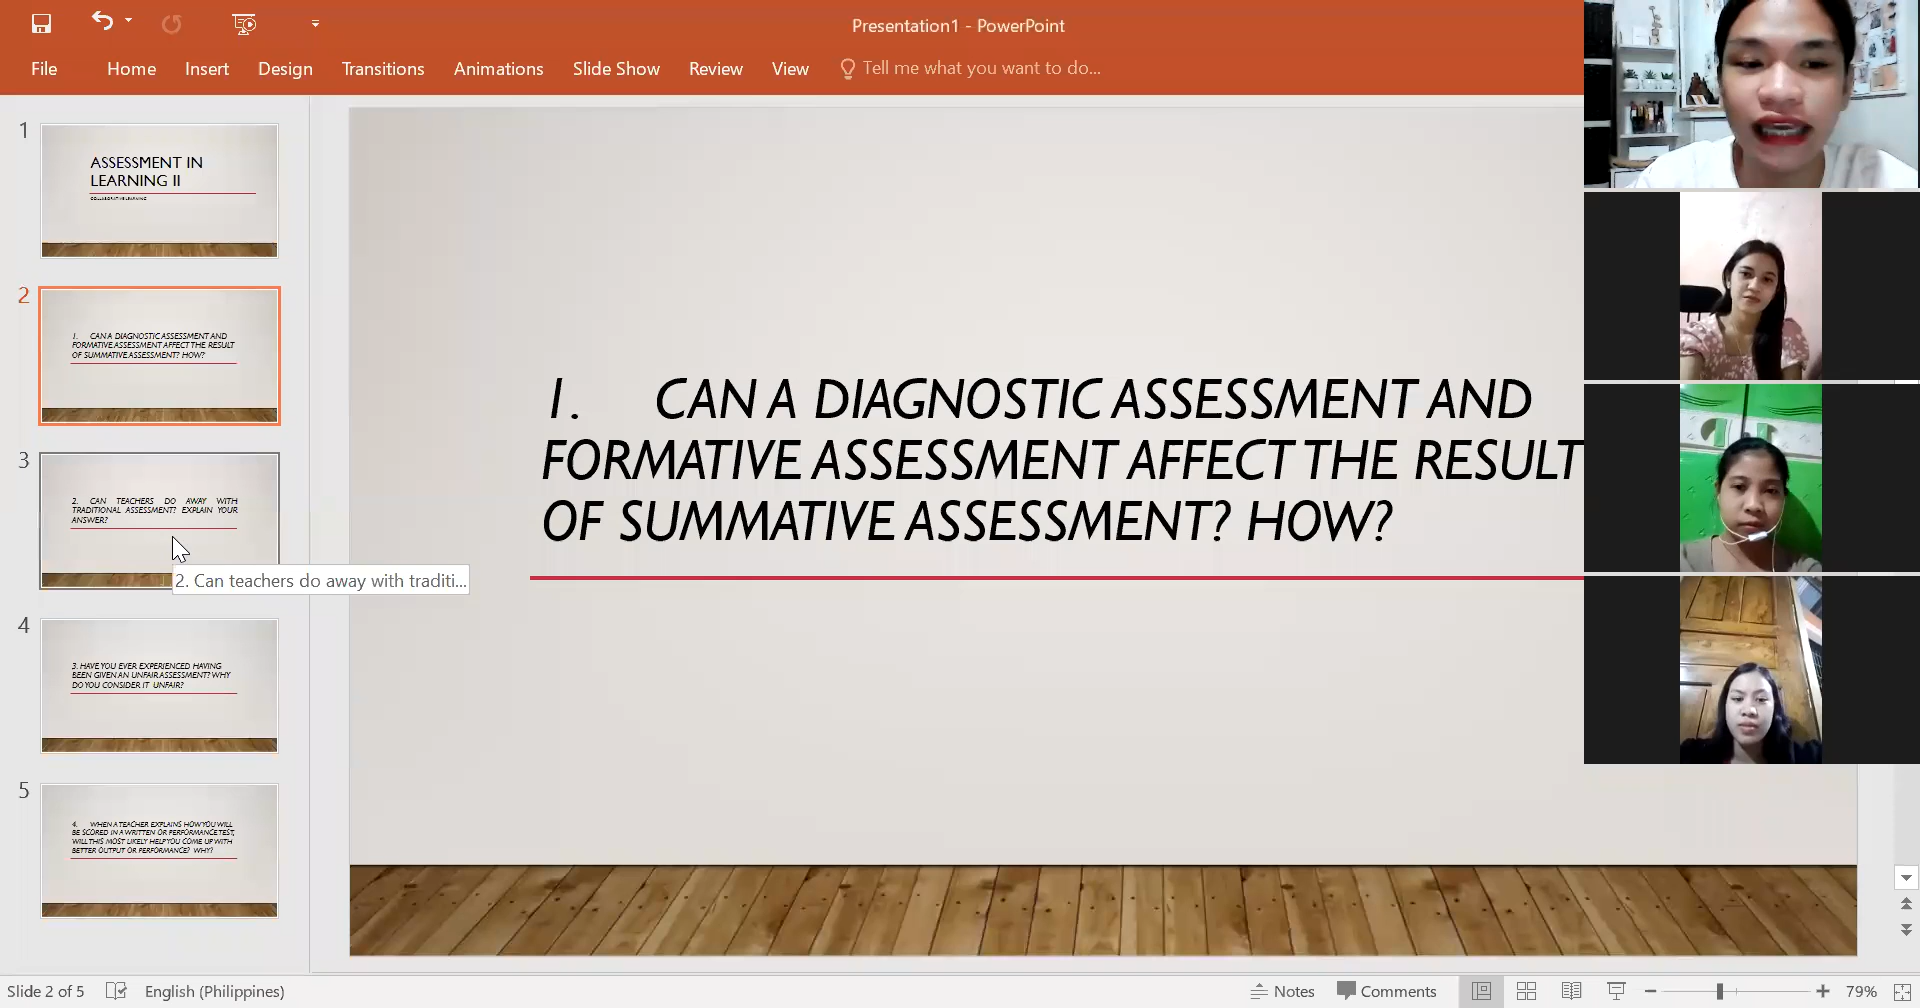 Presentation1 - PowerPoint
File Home Insert Design Transitions Animations Slide Show Review View Tell me what you want to do...
1
ASSESSMENT IN
LEARNING II
COLLABORATIVE LEARNING
2
1. CAN A DIAGNOSTIC ASSESSMENT AND
FORMATIVE ASSESSMENT AFFECT THE RESULT
OF SUMMATIVE ASSESSMENT? HOW?
3
2. CAN TEACHERS DO AWAY WITH
TRADITIONAL ASSESSMENT? EXPLAIN YOUR
ANSWER?
2. Can teachers do away with traditi...
4
3. HAVE YOU EVER EXPERIENCED HAVING
BEEN GIVEN AN UNFAIR ASSESSMENT? WHY
DO YOU CONSIDER IT UNFAIR?
5
4. WHEN A TEACHER EXPLAINS HOW YOU WILL
BE SCORED IN A WRITTEN OR PERFORMANCE TEST,
WILL THIS MOST LIKELY HELP YOU COME UP WITH
BETTER OUTPUT OR PERFORMANCE? WHY?
1. CAN A DIAGNOSTIC ASSESSMENT AND
FORMATIVE ASSESSMENT AFFECT THE RESULT
OF SUMMATIVE ASSESSMENT? HOW?
Slide 2 of 5 English (Philippines) Notes Comments 79%